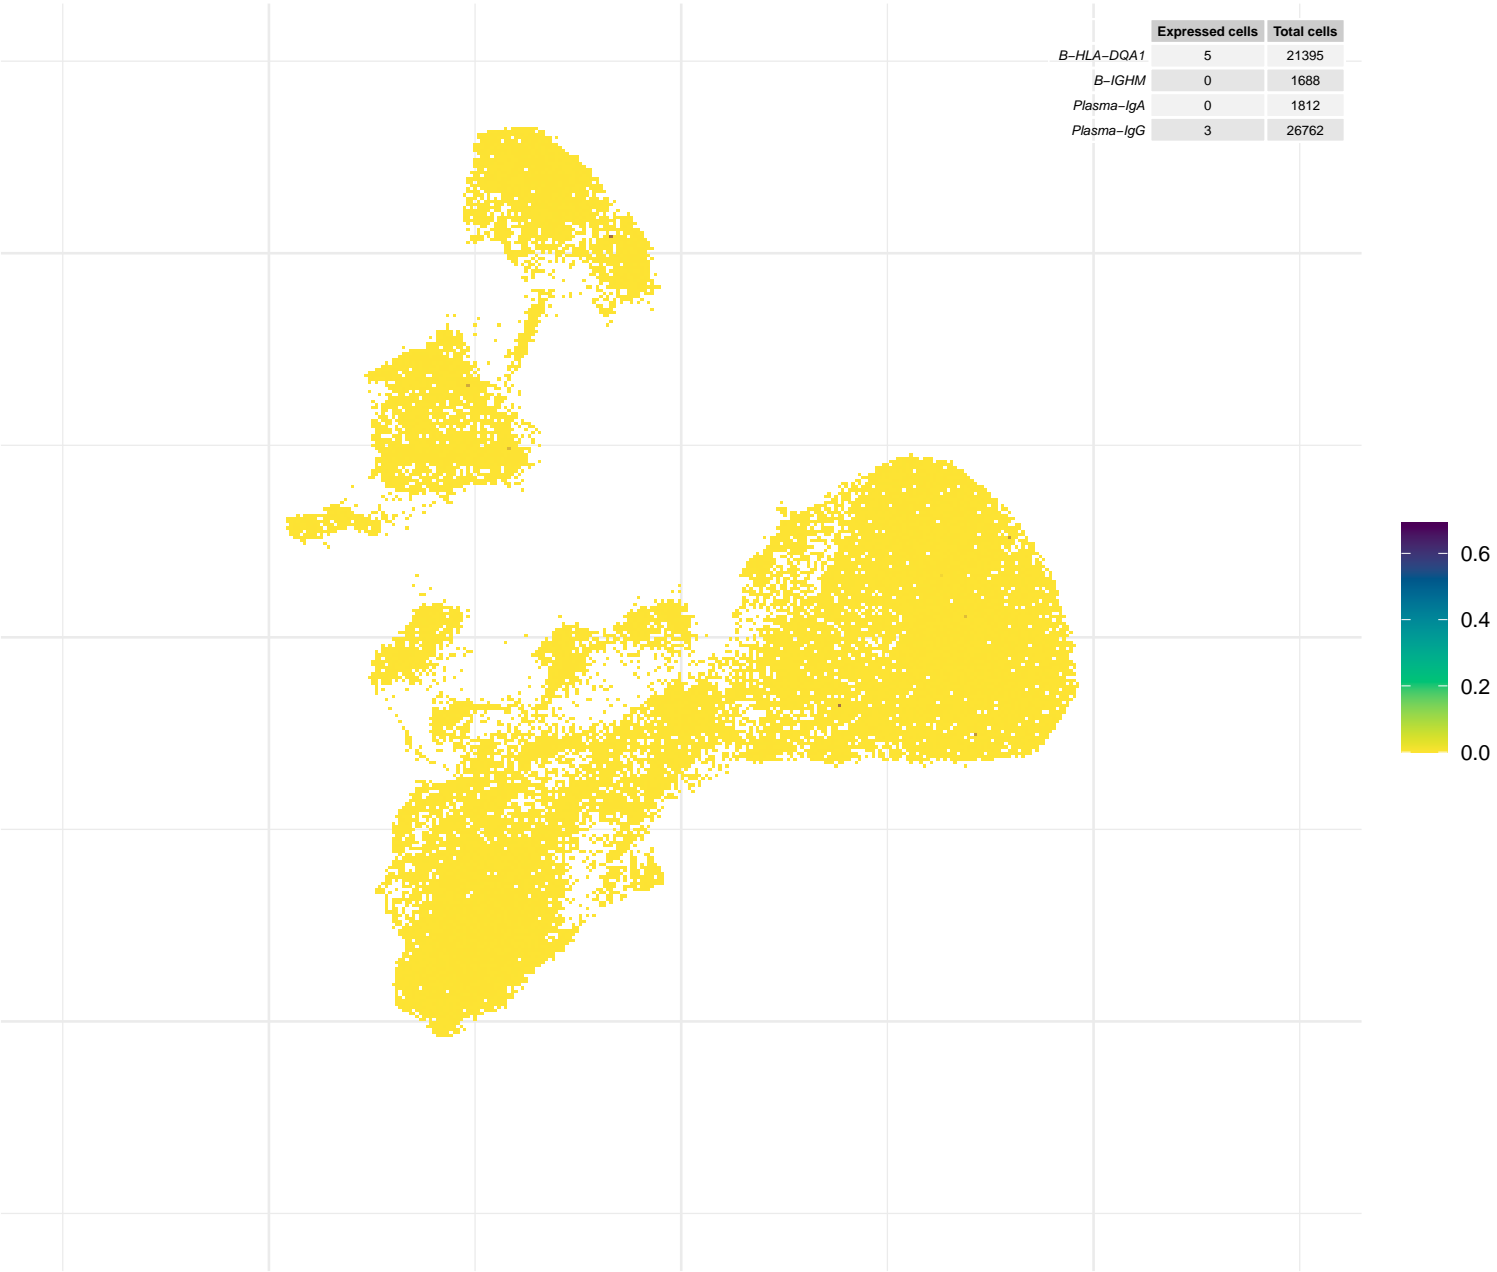 Expressed cells Total cells
B−HLA−DQA1 5 21395
B−IGHM 0 1688
Plasma−IgA 0 1812
Plasma−IgG 3 26762
0.6
0.4
0.2
0.0